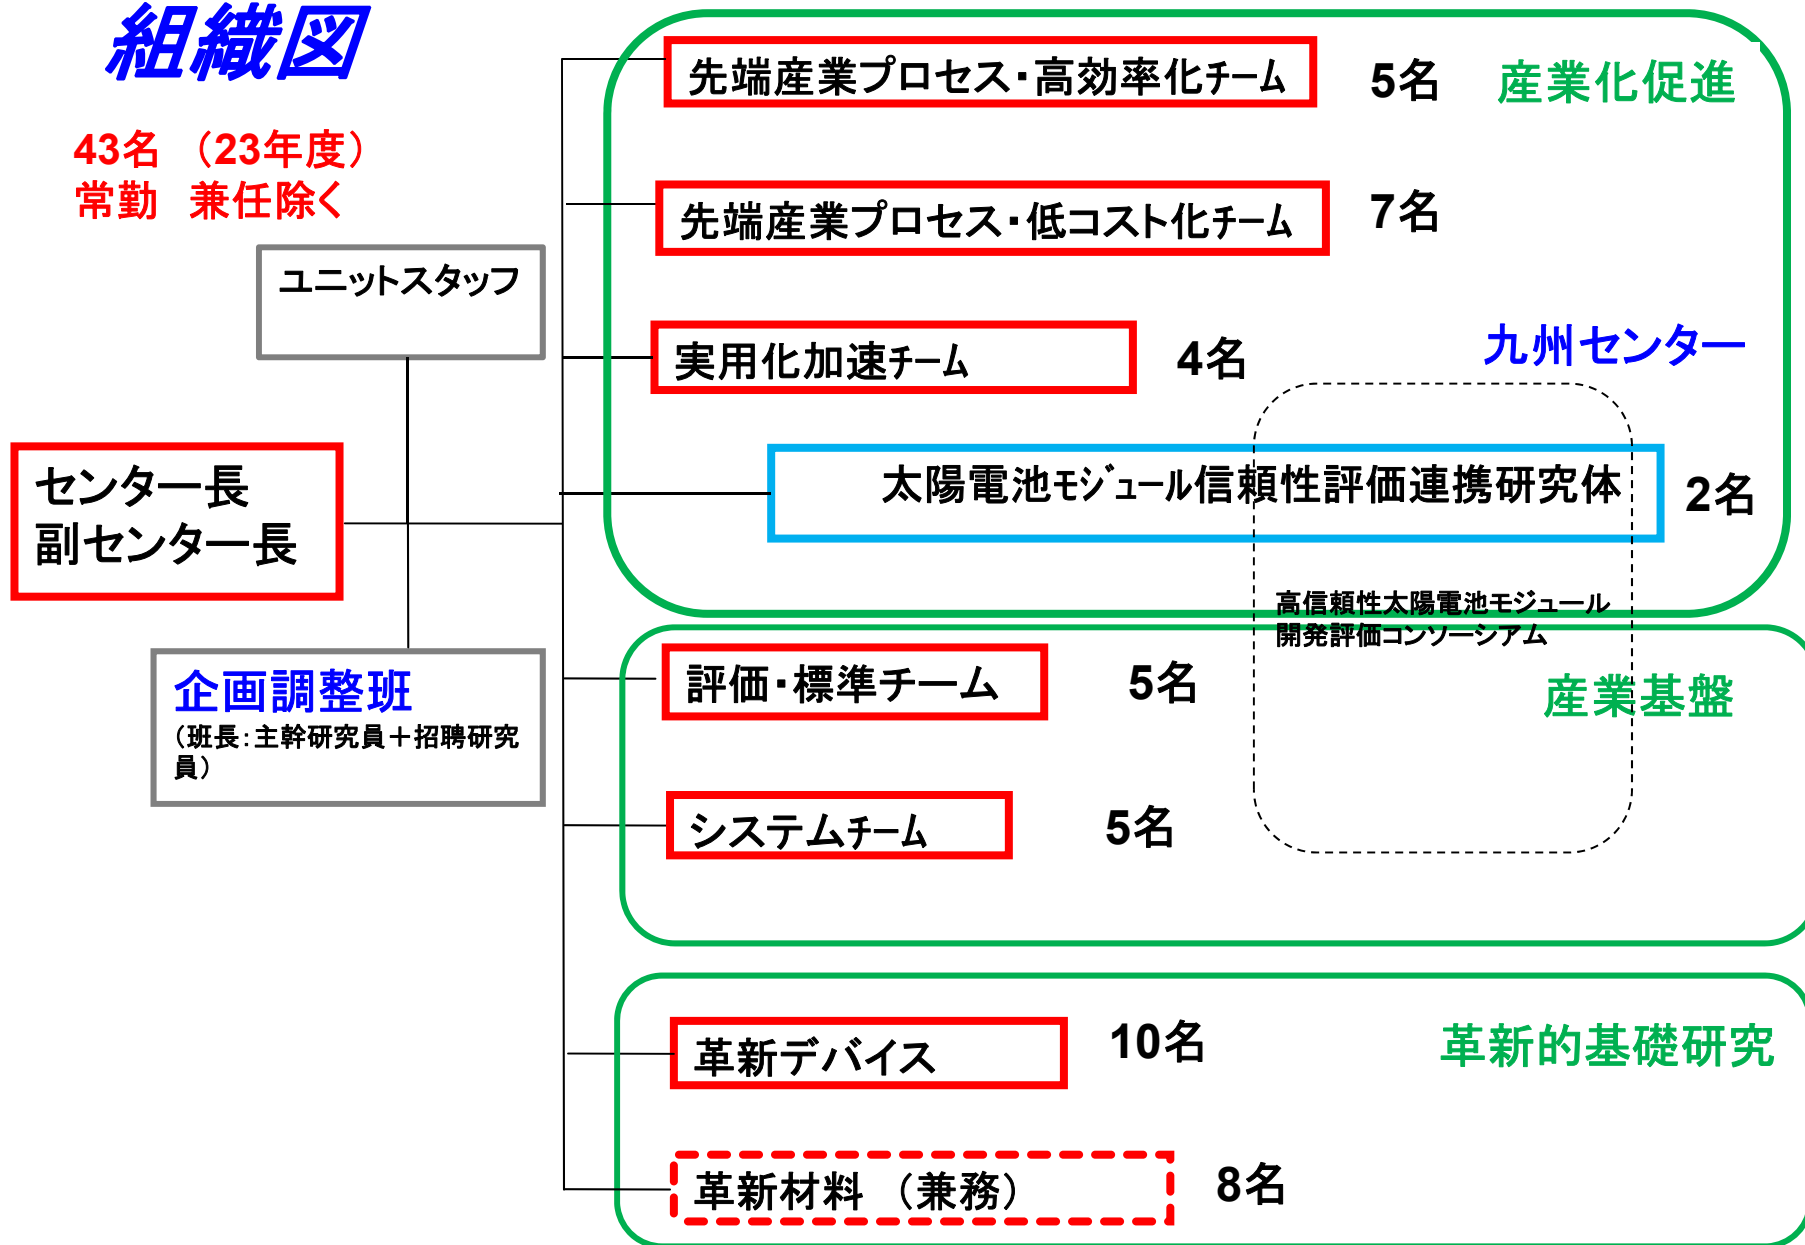 組織図
43名 （23年度）
常勤 兼任除く
ユニットスタッフ
センター長
副センター長
企画調整班
（班長：主幹研究員＋招聘研究
員）
先端産業プロセス・高効率化チーム
5名
産業化促進
先端産業プロセス・低コスト化チーム
7名
実用化加速チーム
4名
九州センター
太陽電池モジュール信頼性評価連携研究体
2名
高信頼性太陽電池モジュール
開発評価コンソーシアム
評価・標準チーム
5名
産業基盤
システムチーム
5名
革新デバイス
10名
革新的基礎研究
革新材料 （兼務）
8名